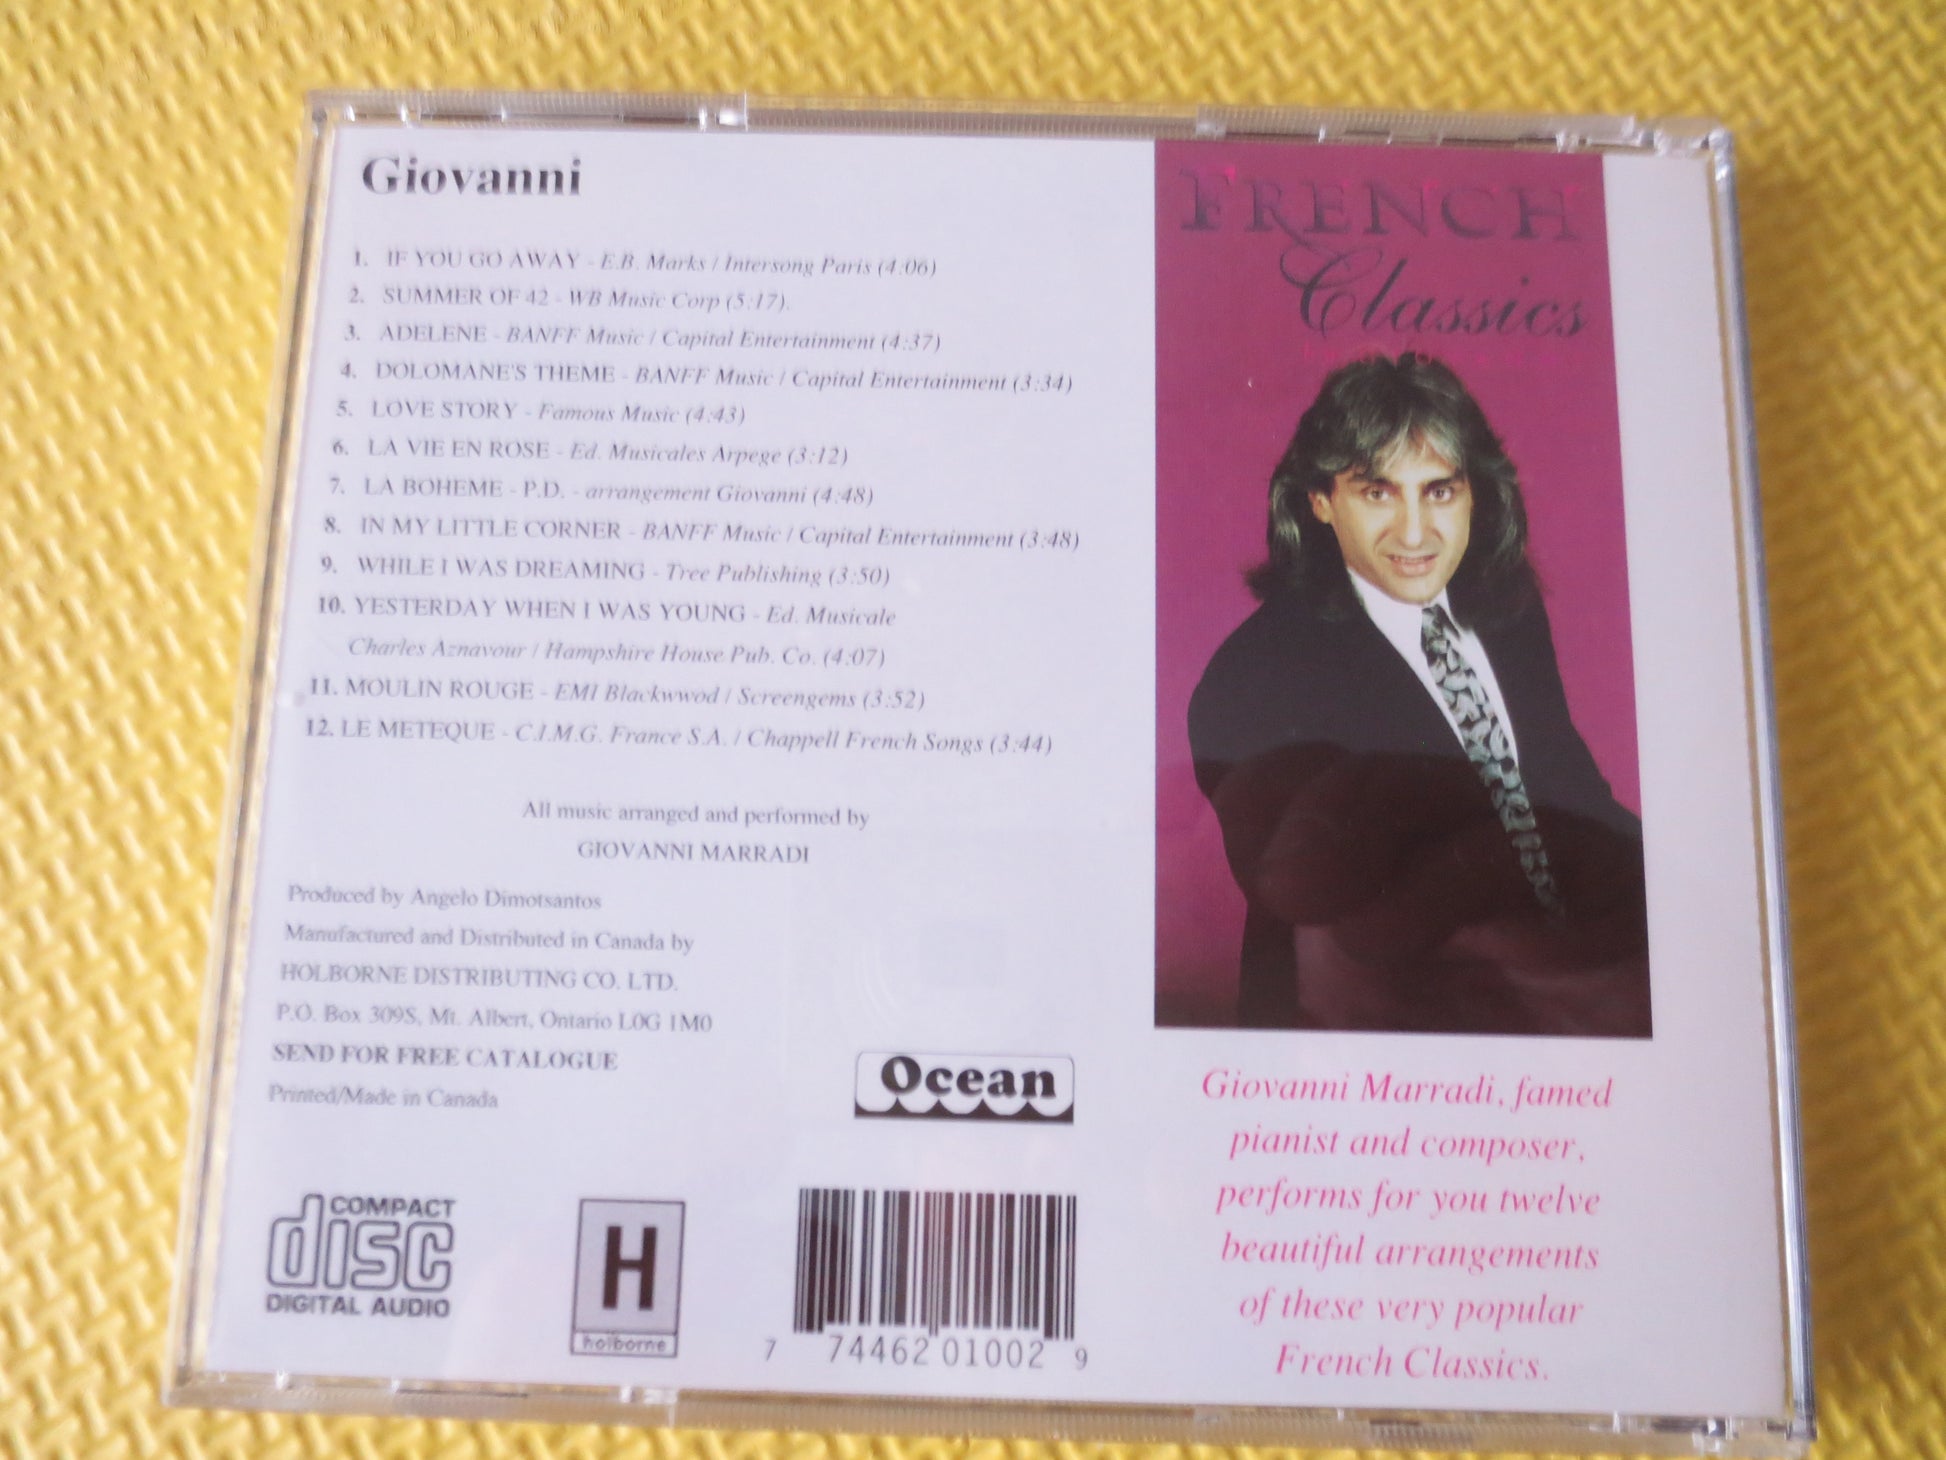 Giovanni
1. IF YOU GO AWAY - E.B. Marks / Intersong Paris (4:06)
2. SUMMER OF 42 - WB Music Corp (5:17).
3. ADELENE - BANFF Music / Capital Entertainment (4:37)
4. DOLOMANE'S THEME - BANFF Music / Capital Entertainment (3:34)
5. LOVE STORY - Famous Music (4:43)
6. LA VIE EN ROSE - Ed. Musicales Arpege (3:12)
7. LA BOHEME - P.D. - arrangement Giovanni (4:48)
8. IN MY LITTLE CORNER - BANFF Music / Capital Entertainment (3:48)
9. WHILE I WAS DREAMING - Tree Publishing (3:50)
10. YESTERDAY WHEN I WAS YOUNG - Ed. Musicale
Charles Aznavour / Hampshire House Pub. Co. (4:07)
11. MOULIN ROUGE - EMI Blackwwod / Screengems (3:52)
12. LE METEQUE - C.I.M.G. France S.A. / Chappell French Songs (3:44)
All music arranged and performed by
GIOVANNI MARRADI
Produced by Angelo Dimotsantos
Manufactured and Distributed in Canada by
HOLBORNE DISTRIBUTING CO. LTD.
P.O. Box 309S, Mt. Albert, Ontario L0G 1M0
SEND FOR FREE CATALOGUE
Printed/Made in Canada
Ocean
COMPACT
disc
DIGITAL AUDIO
H
holborne
7 74462 01002 9
FRENCH
Classics
Giovanni Marradi, famed
pianist and composer,
performs for you twelve
beautiful arrangements
of these very popular
French Classics.